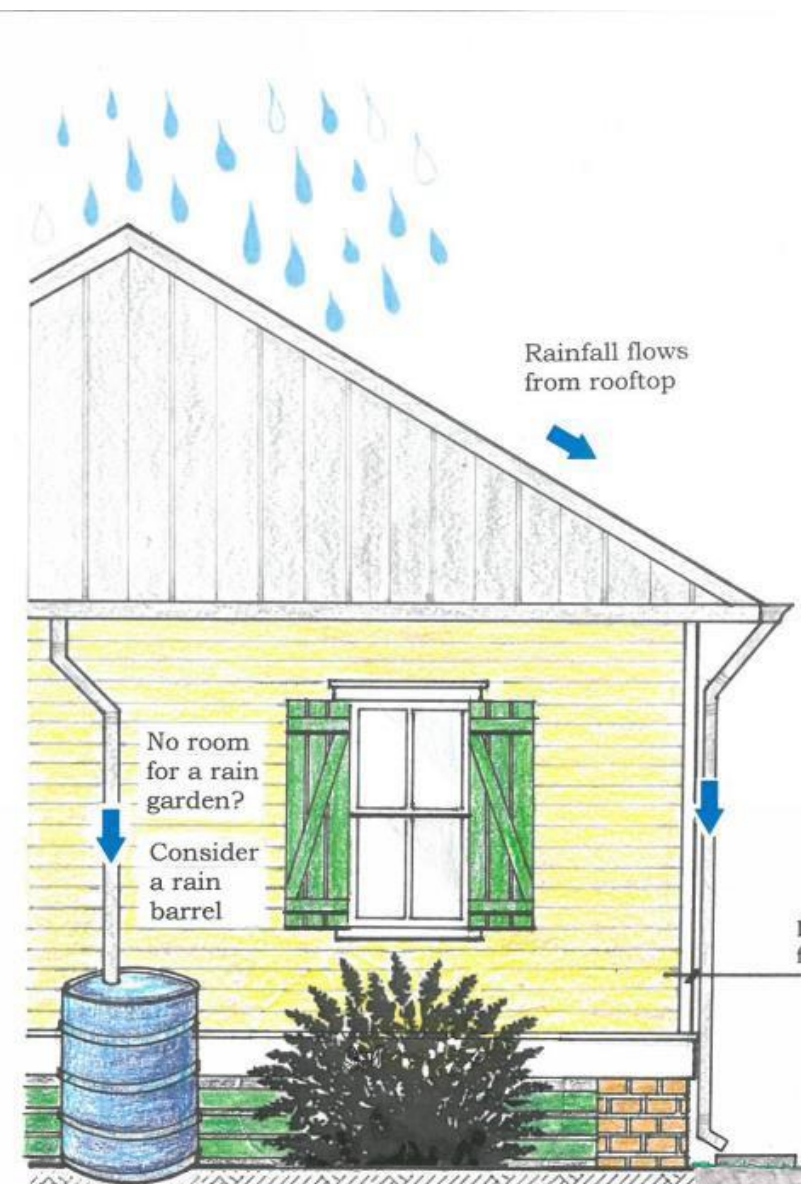 Rainfall flows
from rooftop
No room
for a rain
garden?
Consider
a rain
barrel